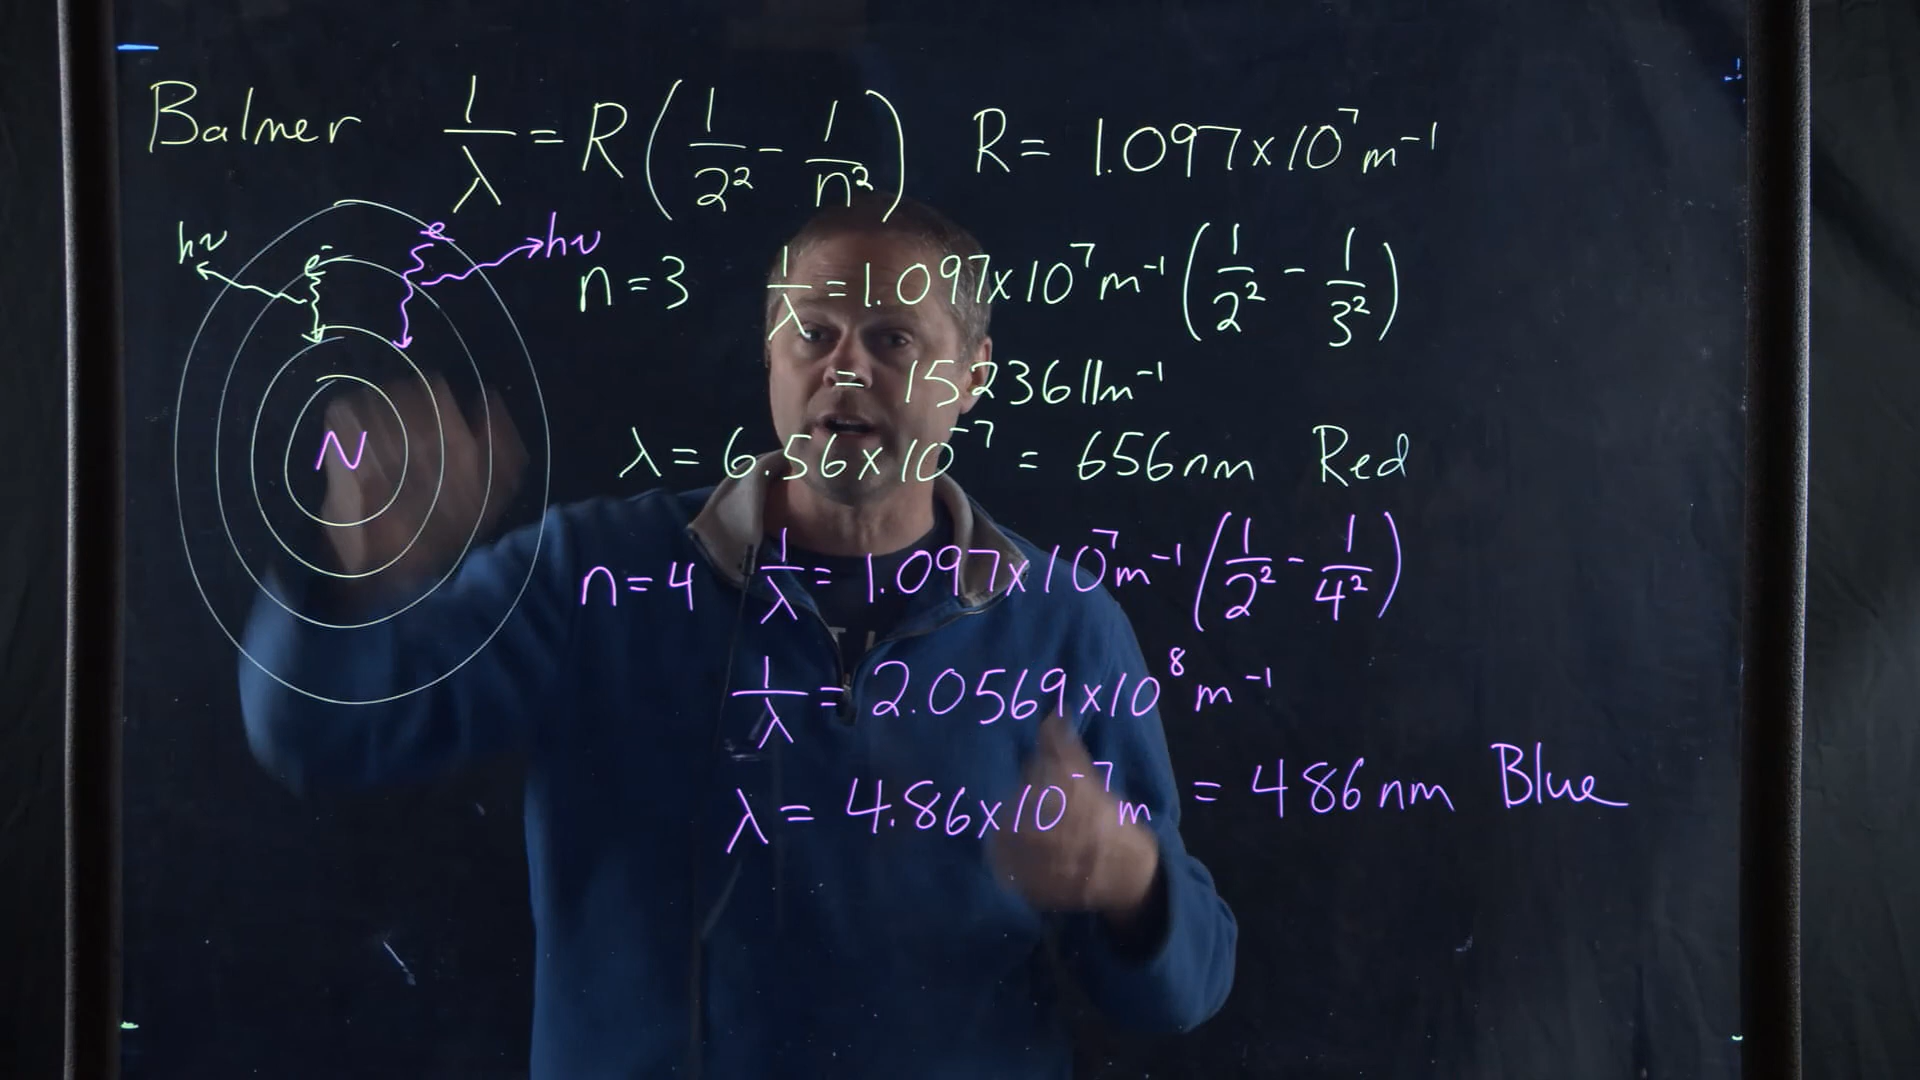 Balmer 1/λ = R(1/2² - 1/n²) R = 1.097x10⁷m⁻¹
hν e⁻ e⁻ hν
N
n=3 1/λ = 1.097x10⁷m⁻¹(1/2² - 1/3²)
= 1523611m⁻¹
λ = 6.56x10⁻⁷ = 656nm Red
n=4 1/λ = 1.097x10⁷m⁻¹(1/2² - 1/4²)
1/λ = 2.0569x10⁸m⁻¹
λ = 4.86x10⁻⁷m = 486nm Blue